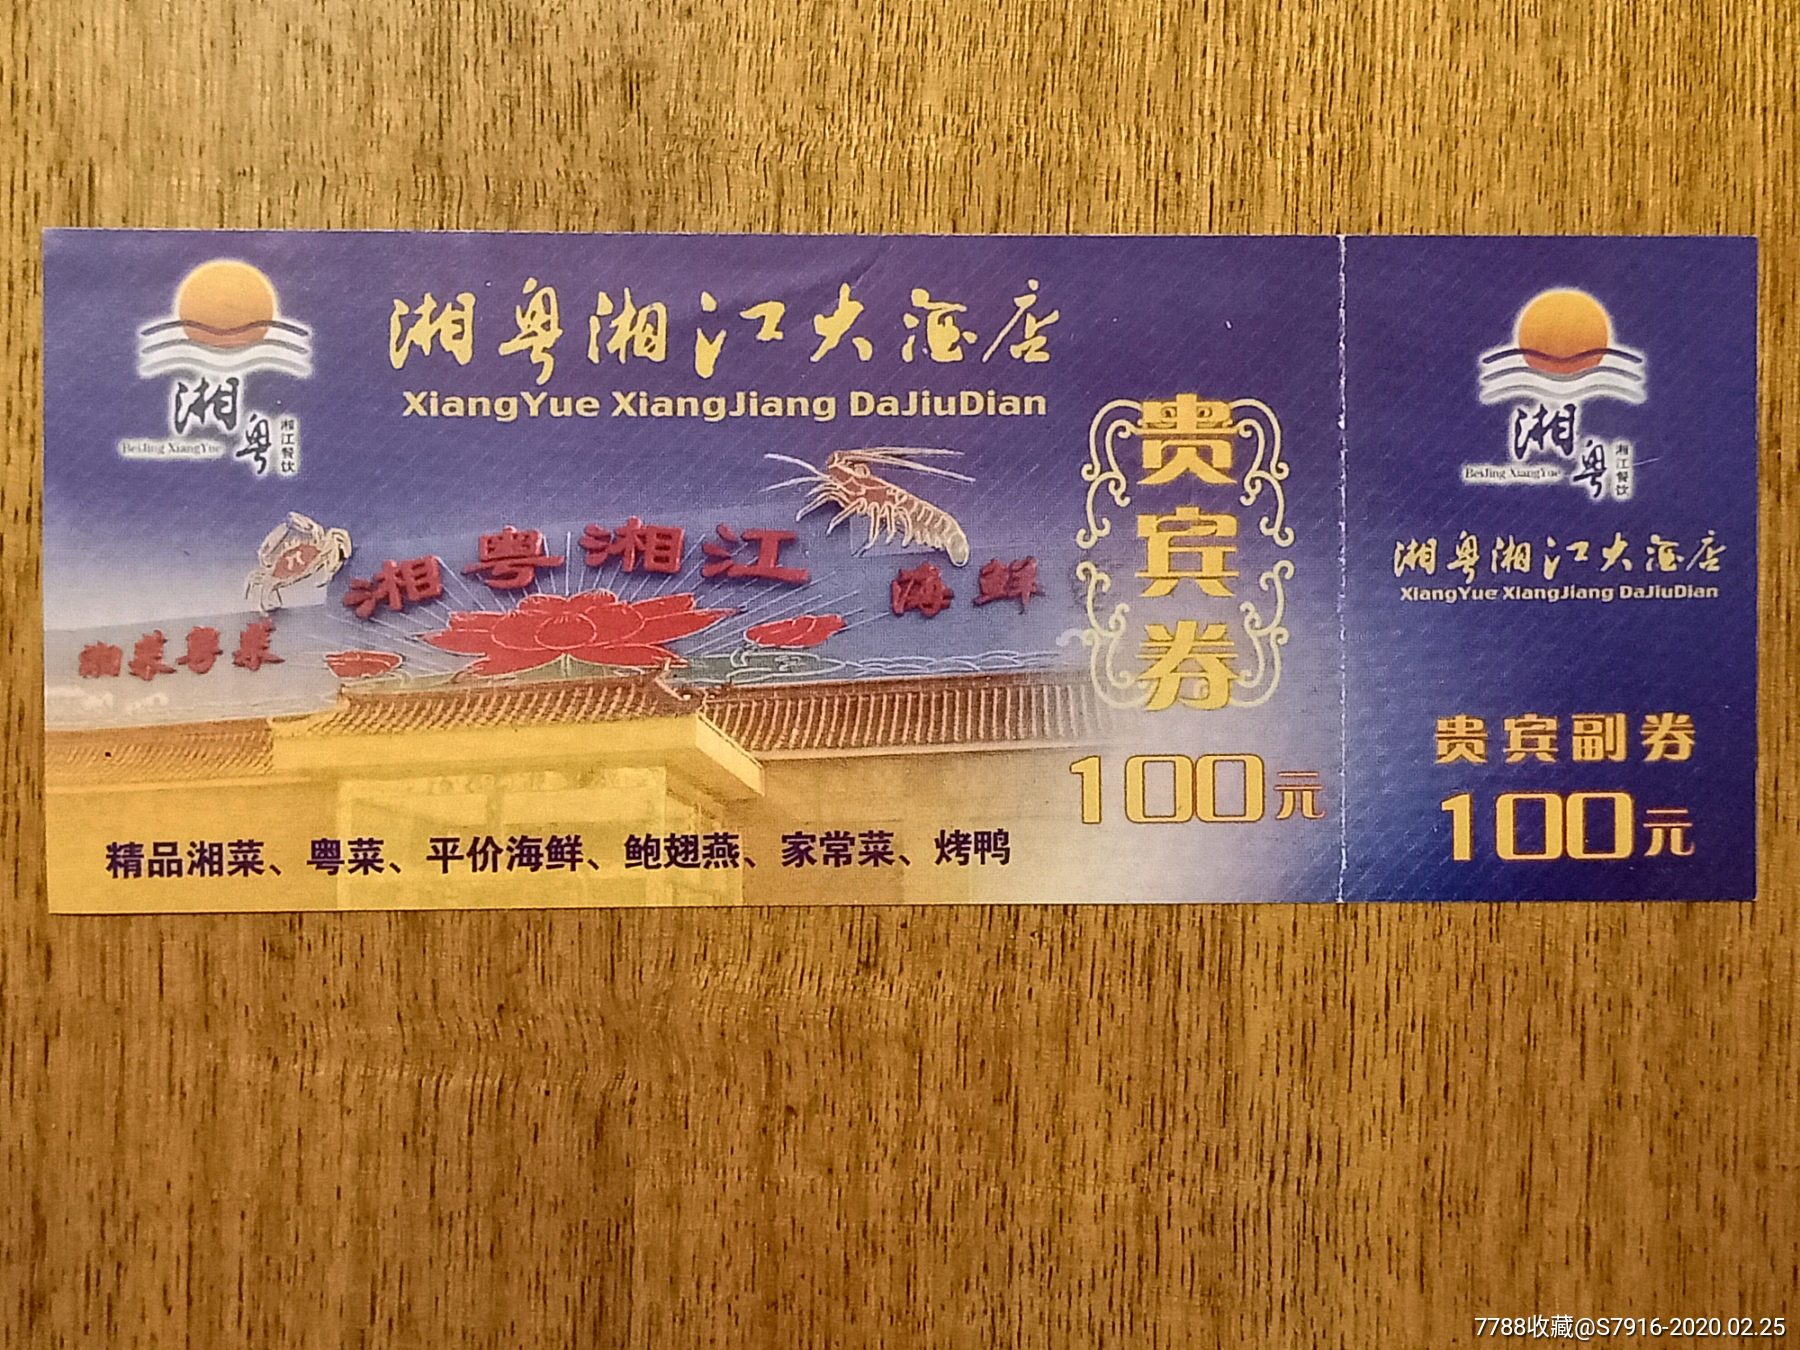 湘粤湘江大酒店
XiangYue XiangJiang DaJiuDian
湘粤
湘江餐饮
BeiJing XiangYue
湘粤湘江
湘菜粤菜
海鲜
贵宾券
100元
精品湘菜、粤菜、平价海鲜、鲍翅燕、家常菜、烤鸭
湘粤
湘江餐饮
BeiJing XiangYue
湘粤湘江大酒店
XiangYue XiangJiang DaJiuDian
贵宾副券
100元
7788收藏@S7916-2020.02.25